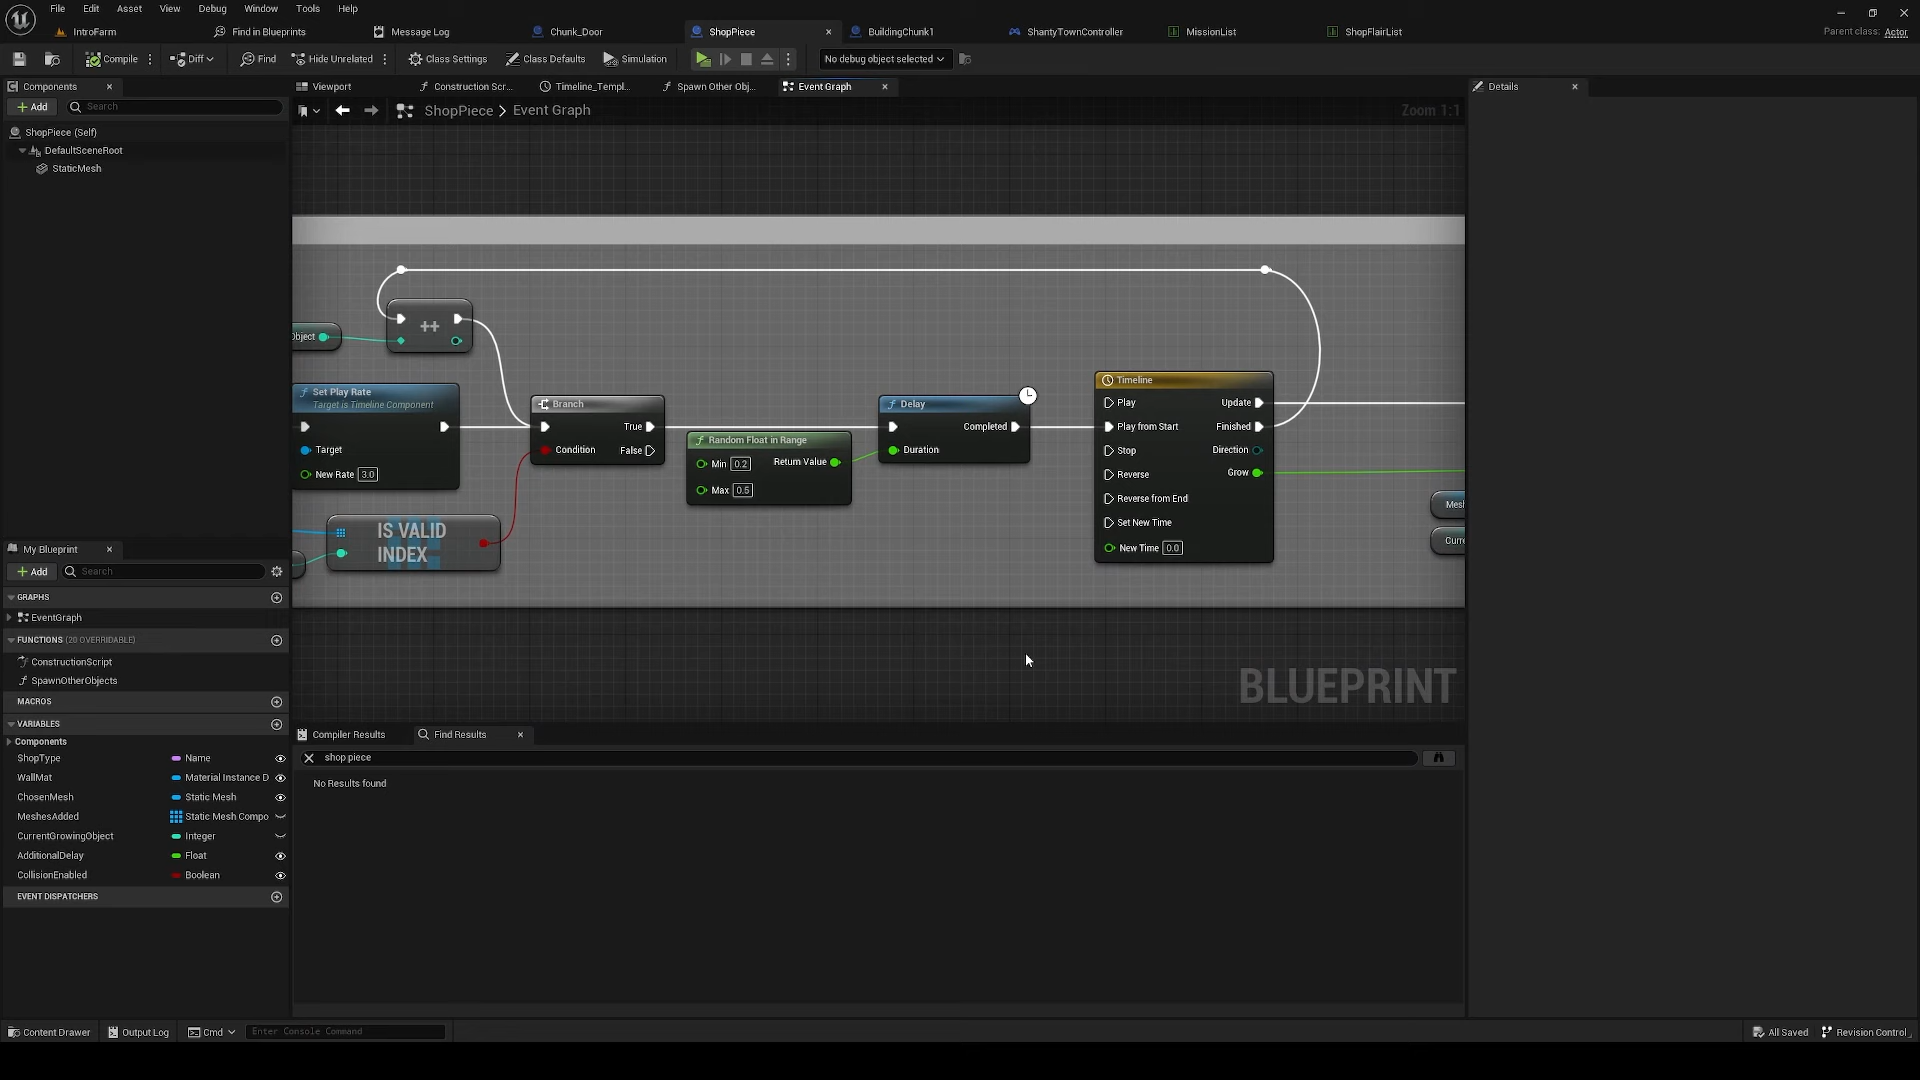 File Edit Asset View Debug Window Tools Help
IntroFarm Find in Blueprints Message Log Chunk_Door ShopPiece BuildingChunk1 ShantyTownController MissionList ShopFlairList Parent class: Actor
Compile Diff Find Hide Unrelated Class Settings Class Defaults Simulation No debug object selected
Components Viewport Construction Scr... Timeline_Templ... Spawn Other Obj... Event Graph Details
Add Search ShopPiece > Event Graph Zoom 1:1
ShopPiece (Self)
DefaultSceneRoot
StaticMesh
Object ++
Set Play Rate
Target is Timeline Component
Target
New Rate 3.0
Branch
True
Condition False
IS VALID
INDEX
Random Float in Range
Min 0.2 Return Value
Max 0.5
Delay
Completed
Duration
Timeline
Play Update
Play from Start Finished
Stop Direction
Reverse Grow
Reverse from End
Set New Time
New Time 0.0
Mesh
Curre
BLUEPRINT
My Blueprint
Add Search
GRAPHS
EventGraph
FUNCTIONS (20 OVERRIDABLE)
ConstructionScript
SpawnOtherObjects
MACROS
VARIABLES
Components
ShopType Name
WallMat Material Instance D
ChosenMesh Static Mesh
MeshesAdded Static Mesh Compo
CurrentGrowingObject Integer
AdditionalDelay Float
CollisionEnabled Boolean
EVENT DISPATCHERS
Compiler Results Find Results
shop piece
No Results found
Content Drawer Output Log Cmd Enter Console Command All Saved Revision Control